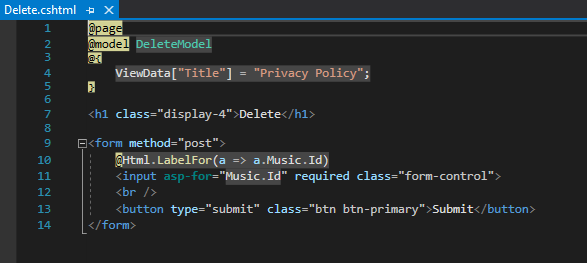 Delete.cshtml
1 @page
2 @model DeleteModel
3 @{
4 ViewData["Title"] = "Privacy Policy";
5 }
6
7 <h1 class="display-4">Delete</h1>
8
9 <form method="post">
10 @Html.LabelFor(a => a.Music.Id)
11 <input asp-for="Music.Id" required class="form-control">
12 <br />
13 <button type="submit" class="btn btn-primary">Submit</button>
14 </form>